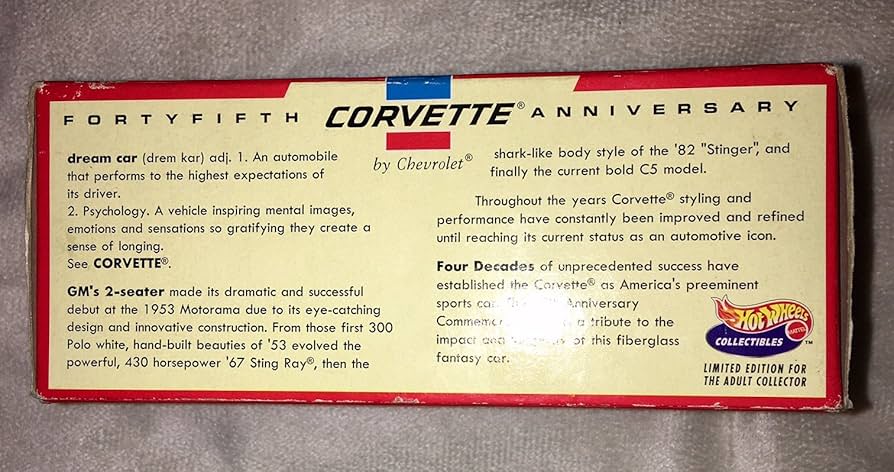 FORTYFIFTH CORVETTE® ANNIVERSARY
by Chevrolet®
dream car (drem kar) adj. 1. An automobile
that performs to the highest expectations of
its driver.
2. Psychology. A vehicle inspiring mental images,
emotions and sensations so gratifying they create a
sense of longing.
See CORVETTE®.
GM's 2-seater made its dramatic and successful
debut at the 1953 Motorama due to its eye-catching
design and innovative construction. From those first 300
Polo white, hand-built beauties of '53 evolved the
powerful, 430 horsepower '67 Sting Ray®, then the
shark-like body style of the '82 "Stinger", and
finally the current bold C5 model.
Throughout the years Corvette® styling and
performance have constantly been improved and refined
until reaching its current status as an automotive icon.
Four Decades of unprecedented success have
established the Corvette® as America's preeminent
sports Anniversary
a tribute to the
impact and of this fiberglass
fantasy car.
Hot Wheels
MATTEL
COLLECTIBLES™
LIMITED EDITION FOR
THE ADULT COLLECTOR